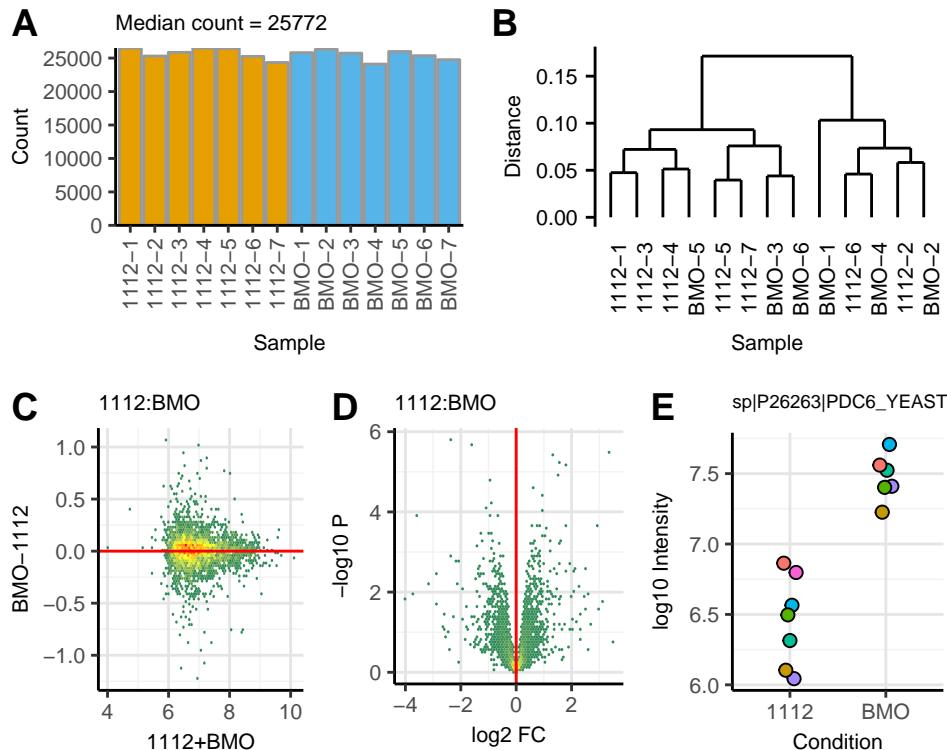 A
Median count = 25772
Count
25000
20000
15000
10000
5000
0
1112−1
1112−2
1112−3
1112−4
1112−5
1112−6
1112−7
BMO−1
BMO−2
BMO−3
BMO−4
BMO−5
BMO−6
BMO−7
Sample
B
Distance
0.15
0.10
0.05
0.00
1112−1
1112−3
1112−4
BMO−5
1112−5
1112−7
BMO−3
BMO−6
BMO−1
1112−6
BMO−4
1112−2
BMO−2
Sample
C
1112:BMO
BMO−1112
1.0
0.5
0.0
−0.5
−1.0
4 6 8 10
1112+BMO
D
1112:BMO
−log10 P
6
4
2
0
−4 −2 0 2
log2 FC
E
sp|P26263|PDC6_YEAST
log10 Intensity
7.5
7.0
6.5
6.0
1112 BMO
Condition